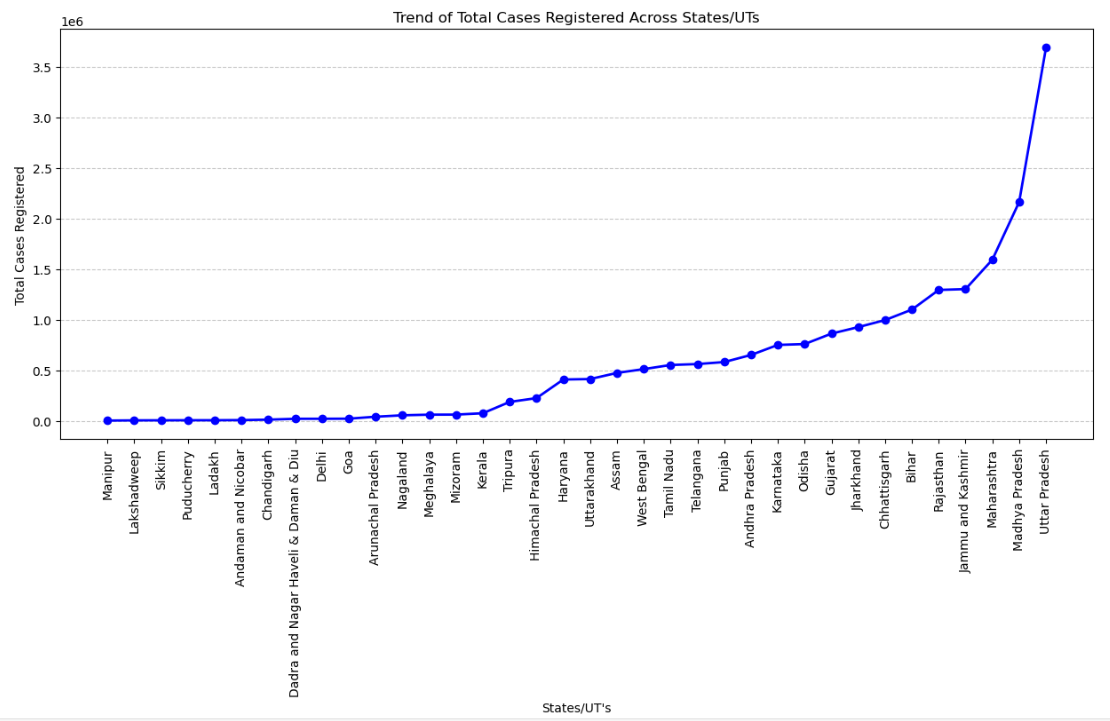 Trend of Total Cases Registered Across States/UTs
1e6
3.5
3.0
2.5
2.0
1.5
1.0
0.5
0.0
Total Cases Registered
Manipur
Lakshadweep
Sikkim
Puducherry
Ladakh
Andaman and Nicobar
Chandigarh
Dadra and Nagar Haveli & Daman & Diu
Delhi
Goa
Arunachal Pradesh
Nagaland
Meghalaya
Mizoram
Kerala
Tripura
Himachal Pradesh
Haryana
Uttarakhand
Assam
West Bengal
Tamil Nadu
Telangana
Punjab
Andhra Pradesh
Karnataka
Odisha
Gujarat
Jharkhand
Chhattisgarh
Bihar
Rajasthan
Jammu and Kashmir
Maharashtra
Madhya Pradesh
Uttar Pradesh
States/UT's